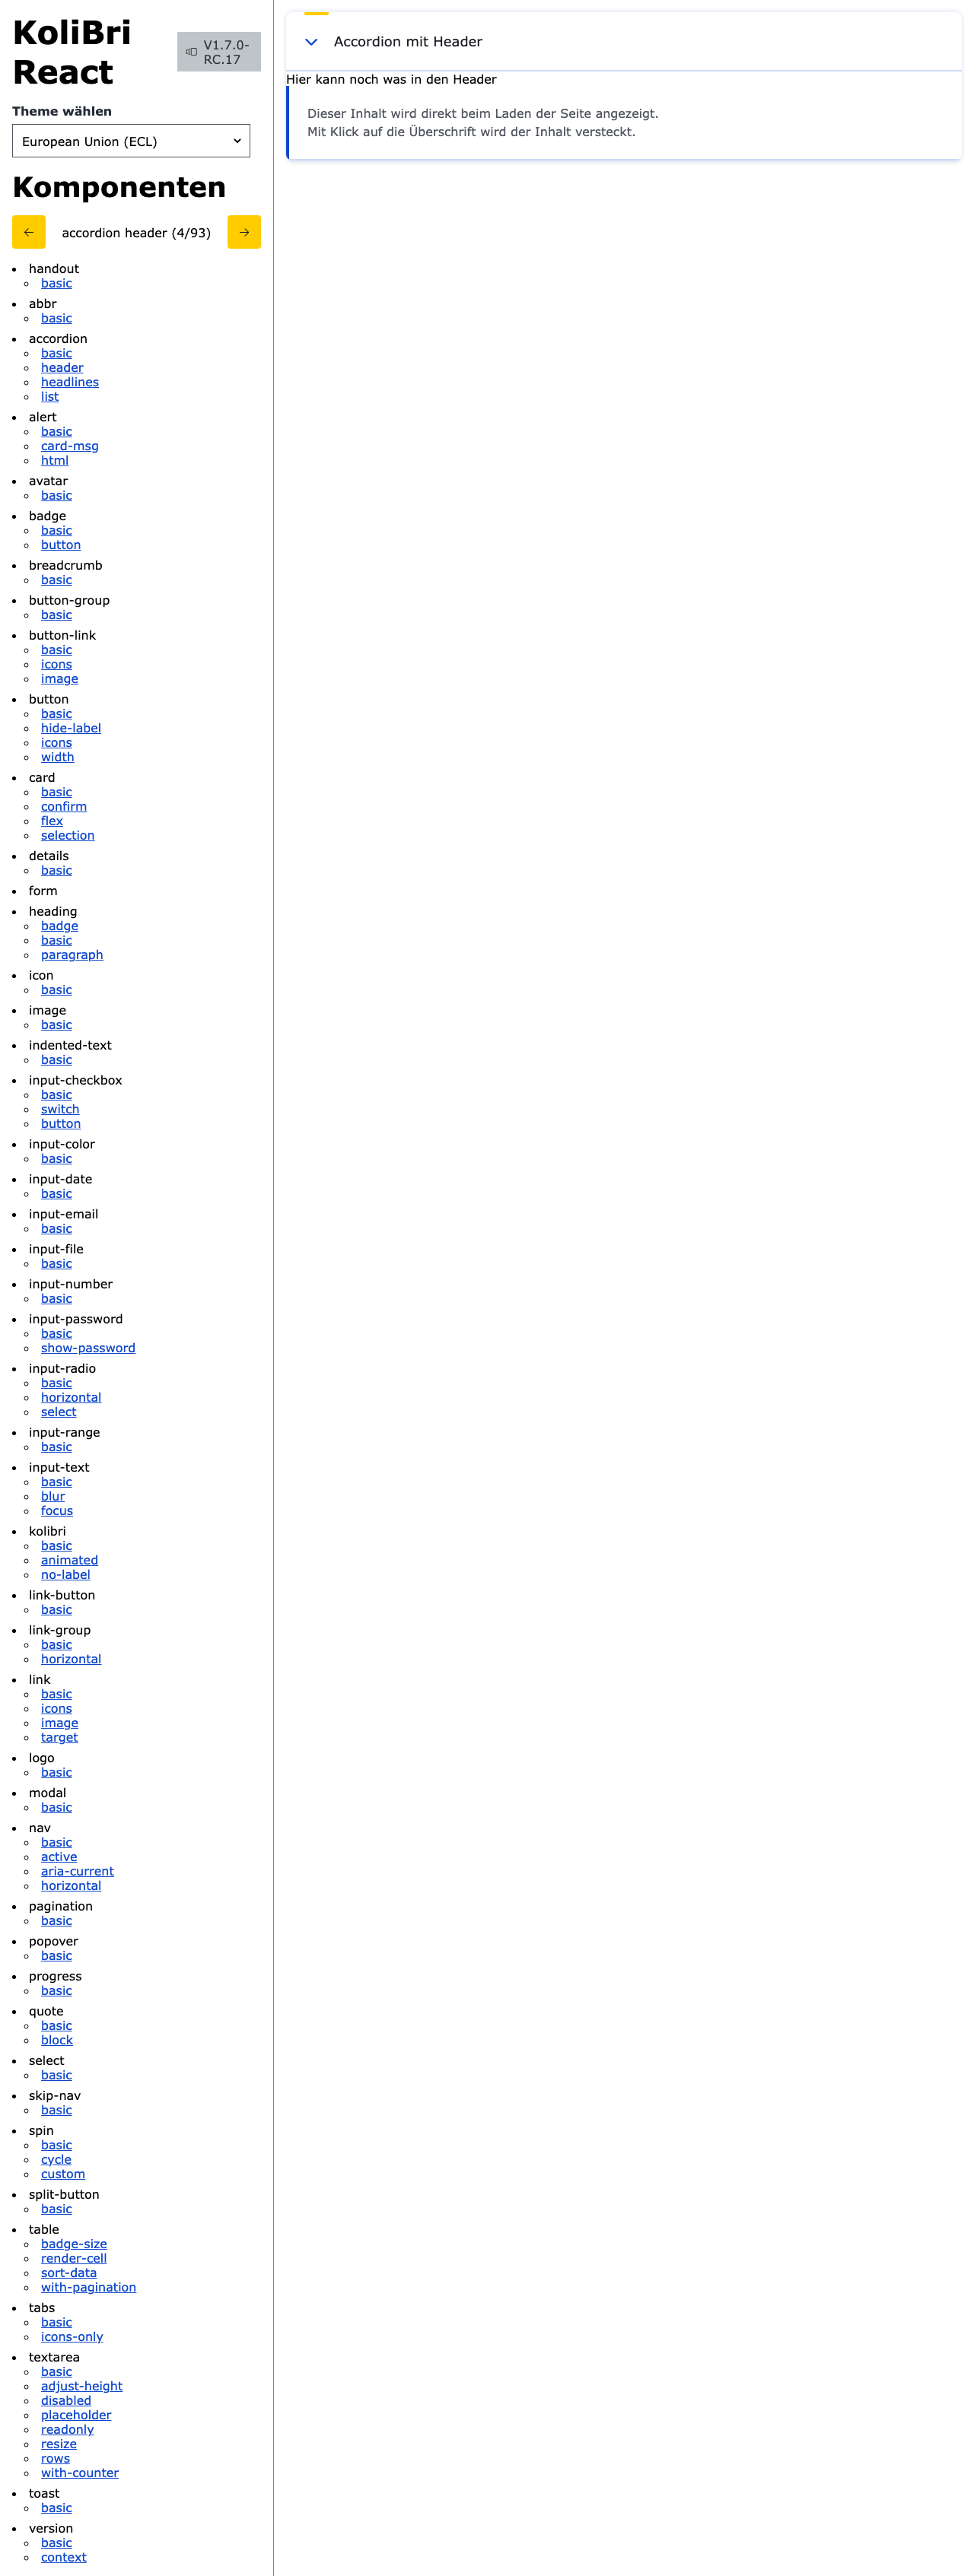 KoliBri
React
V1.7.0-
RC.17
Theme wählen
European Union (ECL)
Komponenten
accordion header (4/93)
handout
basic
abbr
basic
accordion
basic
header
headlines
list
alert
basic
card-msg
html
avatar
basic
badge
basic
button
breadcrumb
basic
button-group
basic
button-link
basic
icons
image
button
basic
hide-label
icons
width
card
basic
confirm
flex
selection
details
basic
form
heading
badge
basic
paragraph
icon
basic
image
basic
indented-text
basic
input-checkbox
basic
switch
button
input-color
basic
input-date
basic
input-email
basic
input-file
basic
input-number
basic
input-password
basic
show-password
input-radio
basic
horizontal
select
input-range
basic
input-text
basic
blur
focus
kolibri
basic
animated
no-label
link-button
basic
link-group
basic
horizontal
link
basic
icons
image
target
logo
basic
modal
basic
nav
basic
active
aria-current
horizontal
pagination
basic
popover
basic
progress
basic
quote
basic
block
select
basic
skip-nav
basic
spin
basic
cycle
custom
split-button
basic
table
badge-size
render-cell
sort-data
with-pagination
tabs
basic
icons-only
textarea
basic
adjust-height
disabled
placeholder
readonly
resize
rows
with-counter
toast
basic
version
basic
context
Accordion mit Header
Hier kann noch was in den Header
Dieser Inhalt wird direkt beim Laden der Seite angezeigt.
Mit Klick auf die Überschrift wird der Inhalt versteckt.